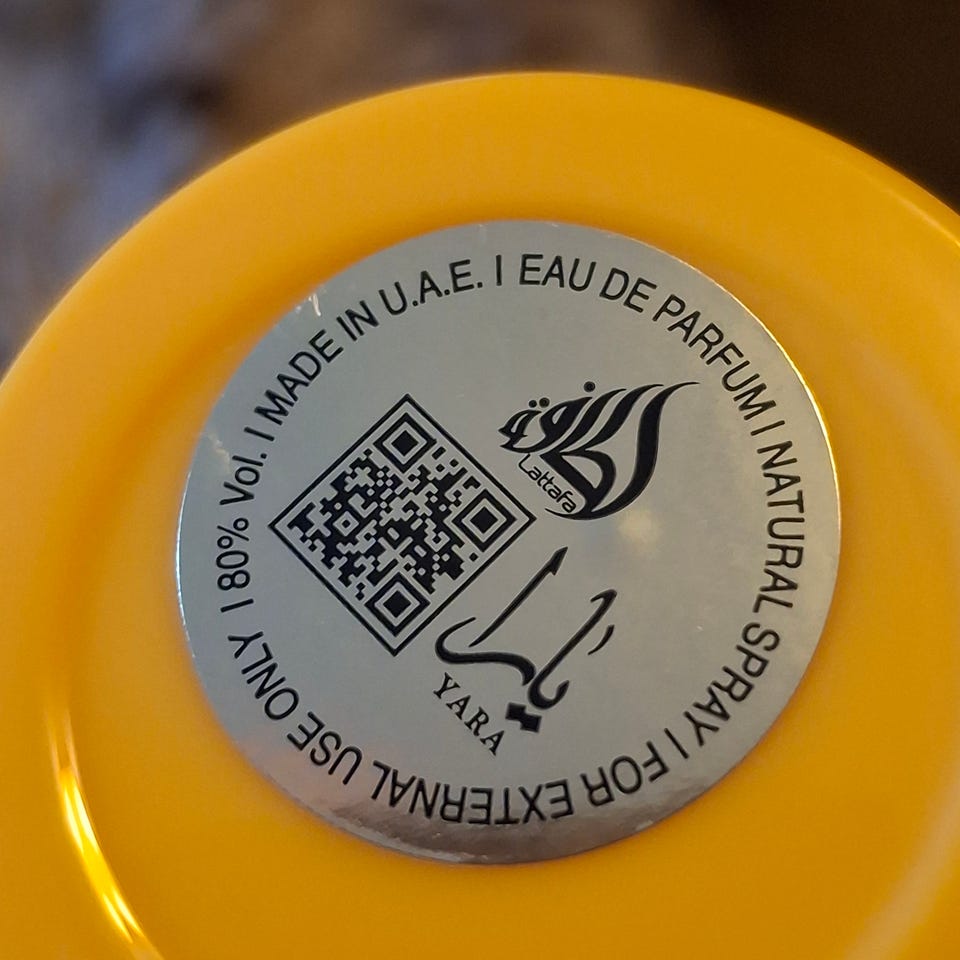 MADE IN U.A.E. | EAU DE PARFUM | NATURAL SPRAY | FOR EXTERNAL USE ONLY | 80% Vol. |
لطافة
Lattafa
يارا
YARA